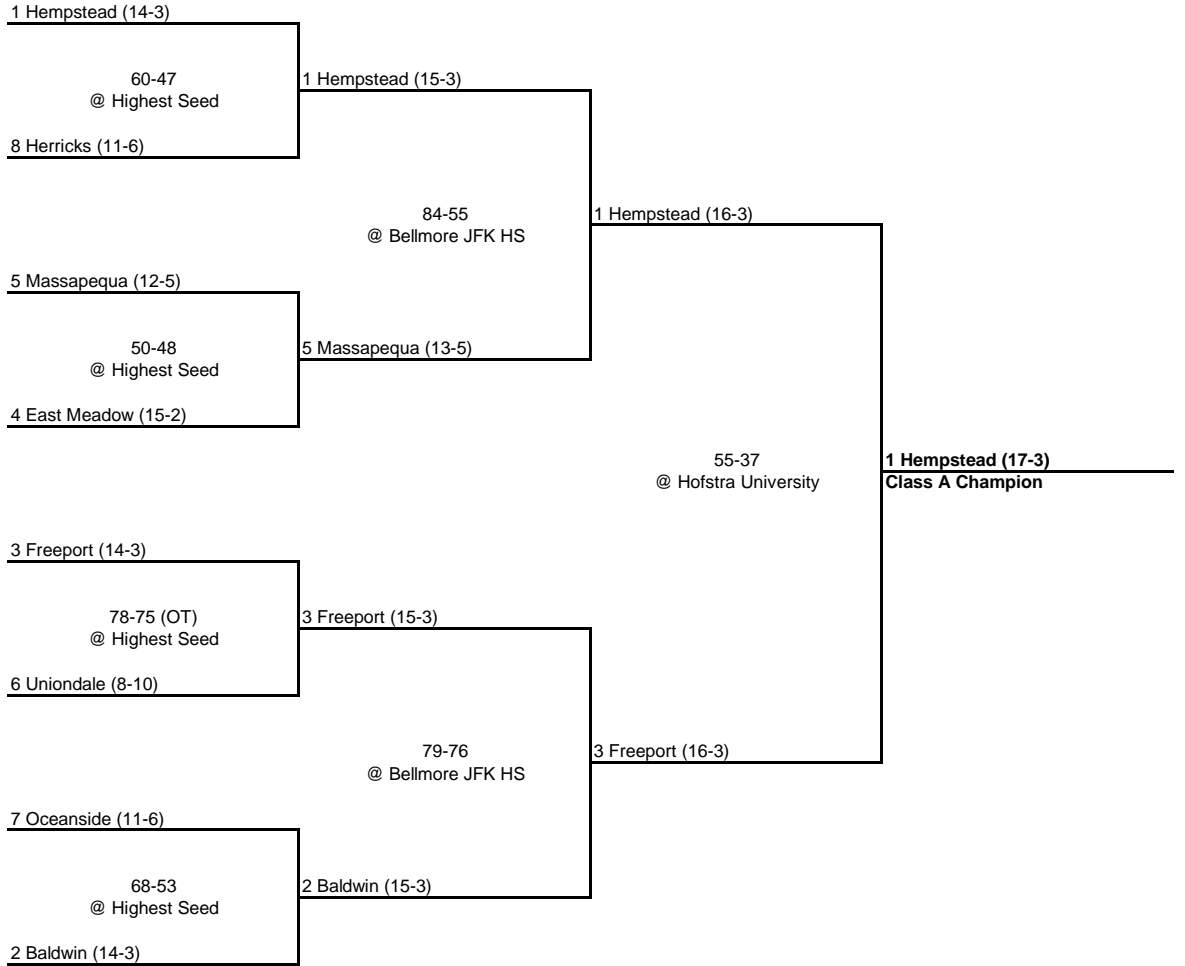 1 Hempstead (14-3)
60-47
@ Highest Seed
1 Hempstead (15-3)
8 Herricks (11-6)
84-55
@ Bellmore JFK HS
1 Hempstead (16-3)
5 Massapequa (12-5)
50-48
@ Highest Seed
5 Massapequa (13-5)
4 East Meadow (15-2)
55-37
@ Hofstra University
1 Hempstead (17-3)
Class A Champion
3 Freeport (14-3)
78-75 (OT)
@ Highest Seed
3 Freeport (15-3)
6 Uniondale (8-10)
79-76
@ Bellmore JFK HS
3 Freeport (16-3)
7 Oceanside (11-6)
68-53
@ Highest Seed
2 Baldwin (15-3)
2 Baldwin (14-3)